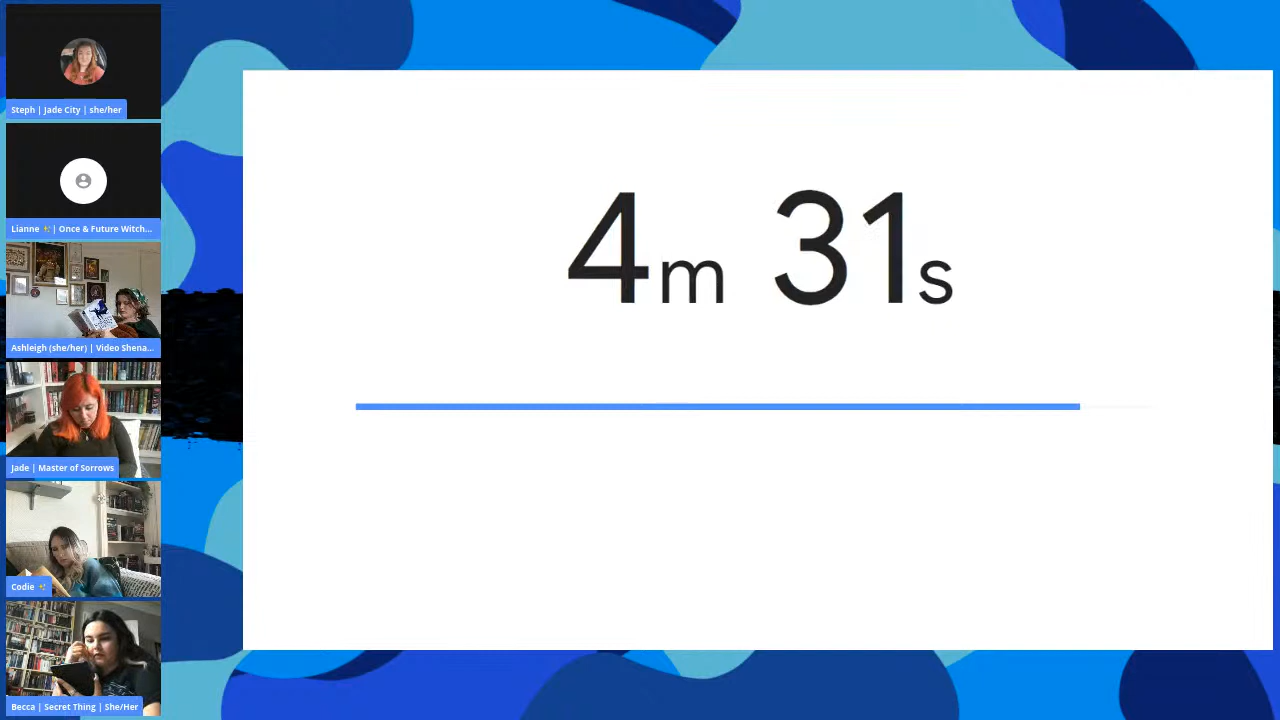 Steph | Jade City | she/her
Lianne ✨ | Once & Future Witch...
Ashleigh (she/her) | Video Shena...
Jade | Master of Sorrows
Codie ✨
Becca | Secret Thing | She/Her
4m 31s